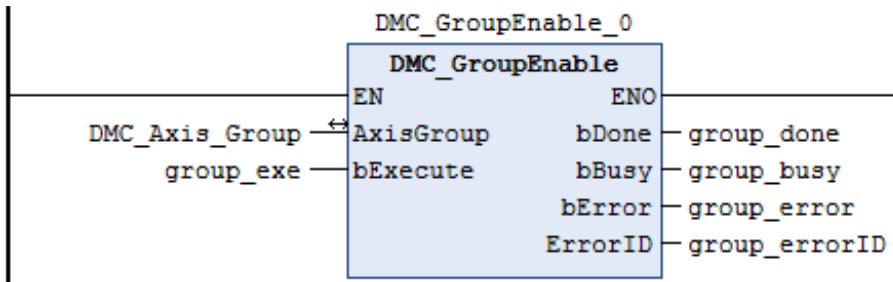 DMC_GroupEnable_0
DMC_GroupEnable
EN ENO
DMC_Axis_Group AxisGroup bDone group_done
group_exe bExecute bBusy group_busy
bError group_error
ErrorID group_errorID